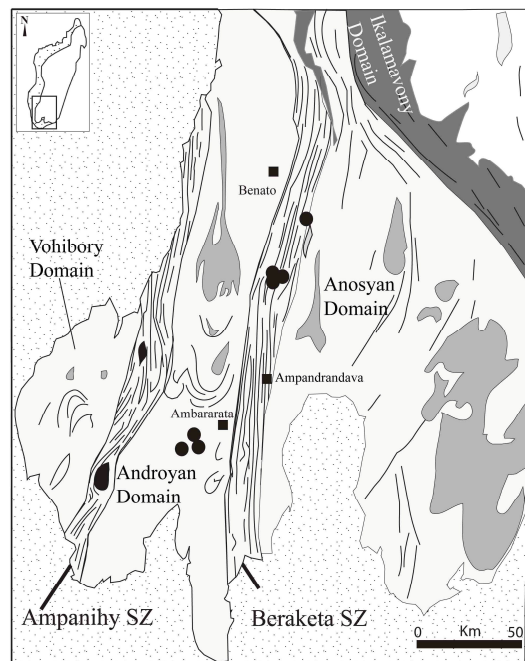 N
Ikalamavony
Domain
Benato
Vohibory
Domain
Anosyan
Domain
Ampandrandava
Ambararata
Androyan
Domain
Ampanihy SZ
Beraketa SZ
0 Km 50